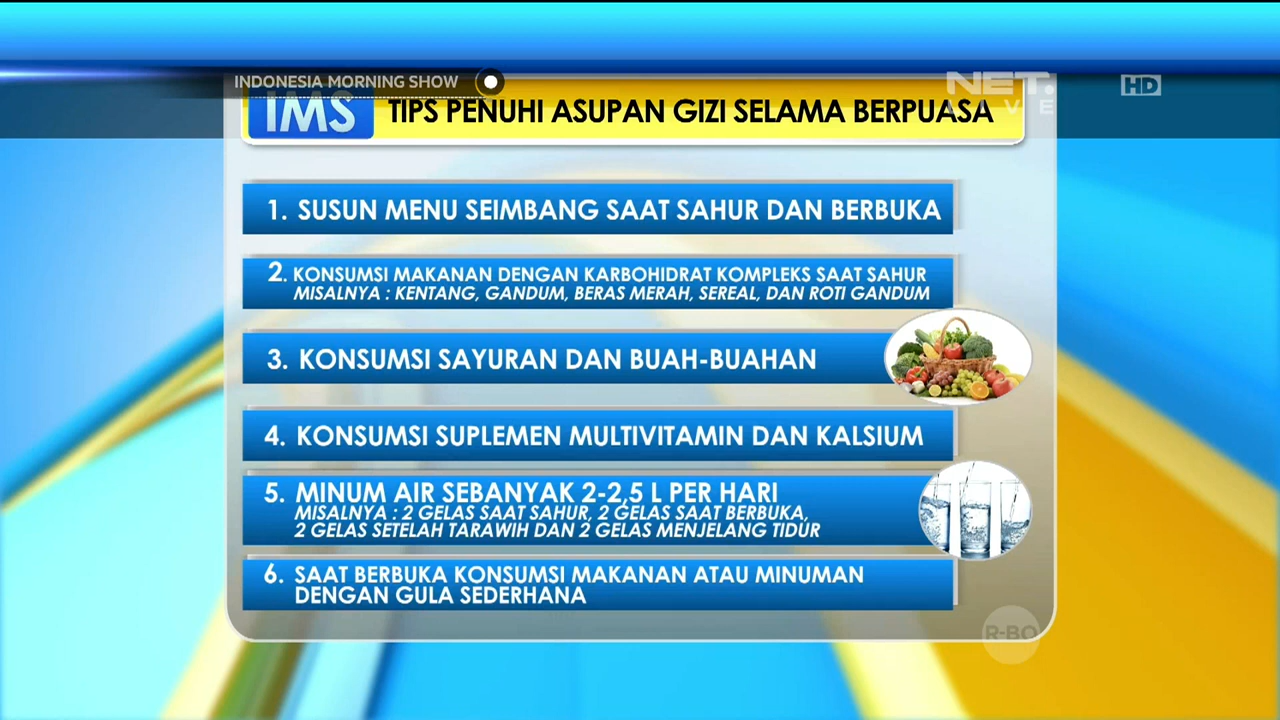 INDONESIA MORNING SHOW
NET.
LIVE
HD
IMS TIPS PENUHI ASUPAN GIZI SELAMA BERPUASA
1. SUSUN MENU SEIMBANG SAAT SAHUR DAN BERBUKA
2. KONSUMSI MAKANAN DENGAN KARBOHIDRAT KOMPLEKS SAAT SAHUR
MISALNYA : KENTANG, GANDUM, BERAS MERAH, SEREAL, DAN ROTI GANDUM
3. KONSUMSI SAYURAN DAN BUAH-BUAHAN
4. KONSUMSI SUPLEMEN MULTIVITAMIN DAN KALSIUM
5. MINUM AIR SEBANYAK 2-2,5 L PER HARI
MISALNYA : 2 GELAS SAAT SAHUR, 2 GELAS SAAT BERBUKA,
2 GELAS SETELAH TARAWIH DAN 2 GELAS MENJELANG TIDUR
6. SAAT BERBUKA KONSUMSI MAKANAN ATAU MINUMAN
DENGAN GULA SEDERHANA
R-BO